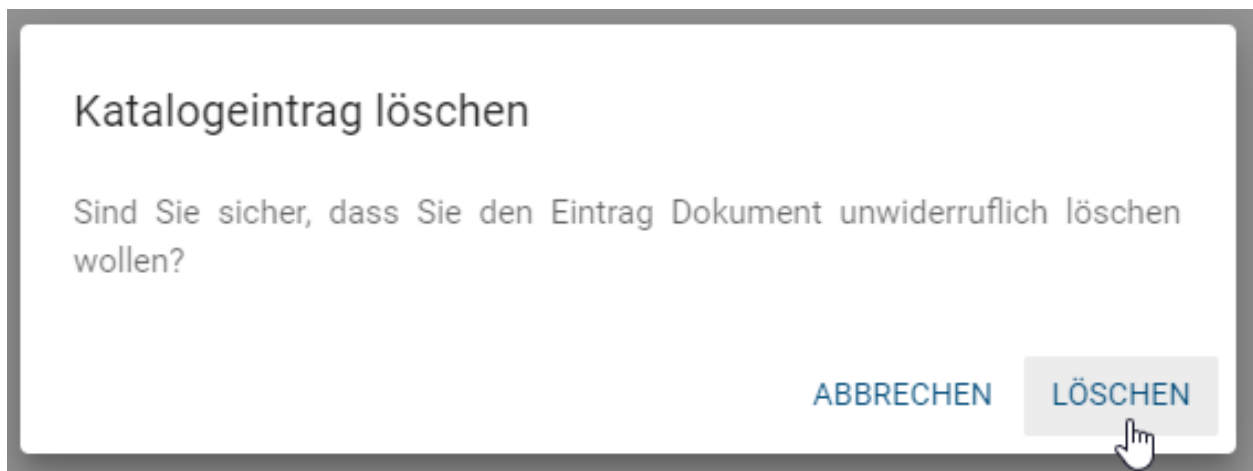 Katalogeintrag löschen
Sind Sie sicher, dass Sie den Eintrag Dokument unwiderruflich löschen
wollen?
ABBRECHEN LÖSCHEN